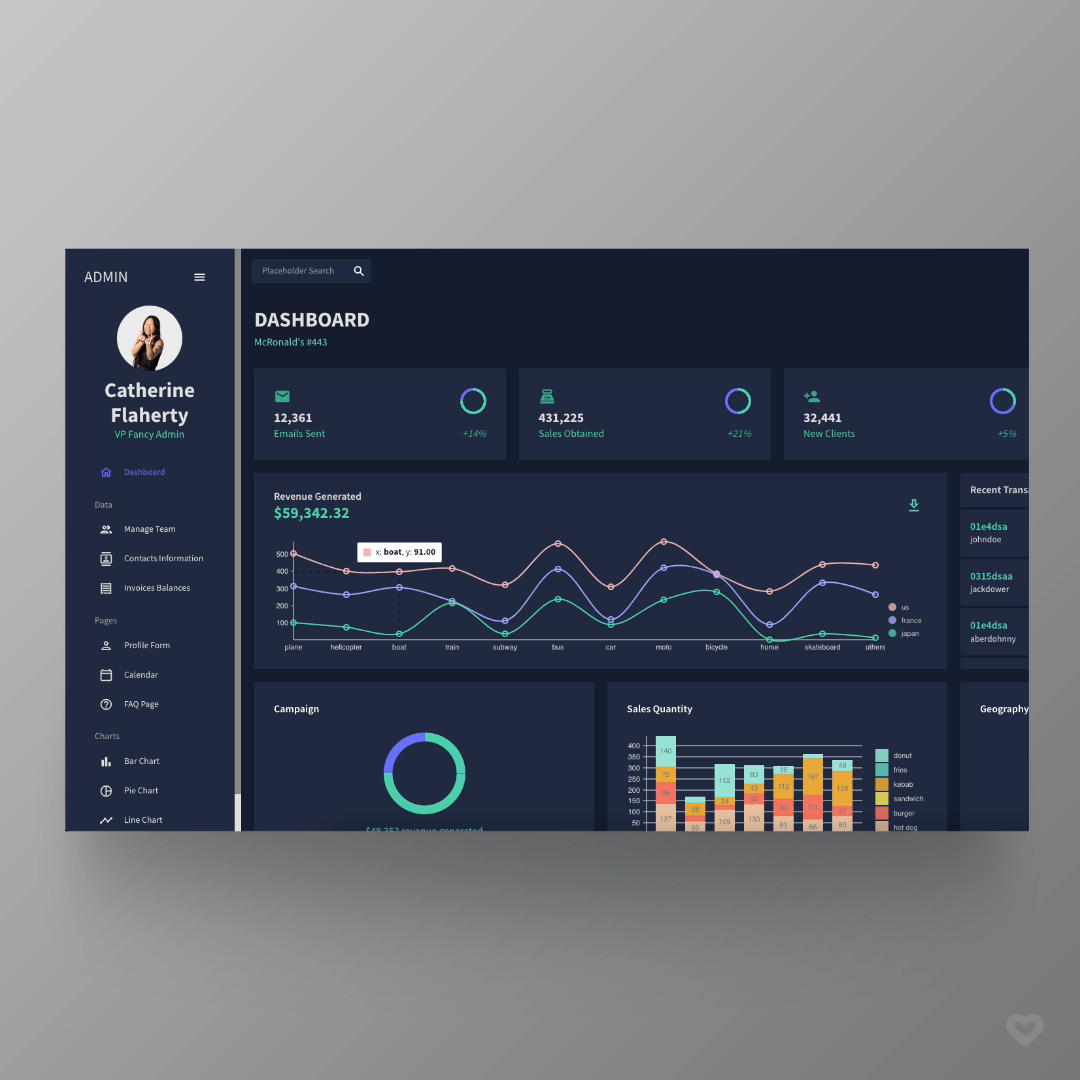 ADMIN
Catherine
Flaherty
VP Fancy Admin
Dashboard
Data
Manage Team
Contacts Information
Invoices Balances
Pages
Profile Form
Calendar
FAQ Page
Charts
Bar Chart
Pie Chart
Line Chart
Placeholder Search
DASHBOARD
McRonald's #443
12,361
Emails Sent
+14%
431,225
Sales Obtained
+21%
32,441
New Clients
+5%
Revenue Generated
$59,342.32
x: boat, y: 91.00
500
400
300
200
100
plane helicopter boat train subway bus car moto bicycle horse skateboard others
us
france
japan
Recent Trans
01e4dsa
johndoe
0315dsaa
jackdower
01e4dsa
aberdohnny
Campaign
$48,352 revenue generated
Sales Quantity
400
350
300
250
200
150
100
50
140
72
137
58
55
152
34
109
83
43
133
35
112
81
167
111
66
49
158
47
80
donut
fries
kebab
sandwich
burger
hot dog
Geography